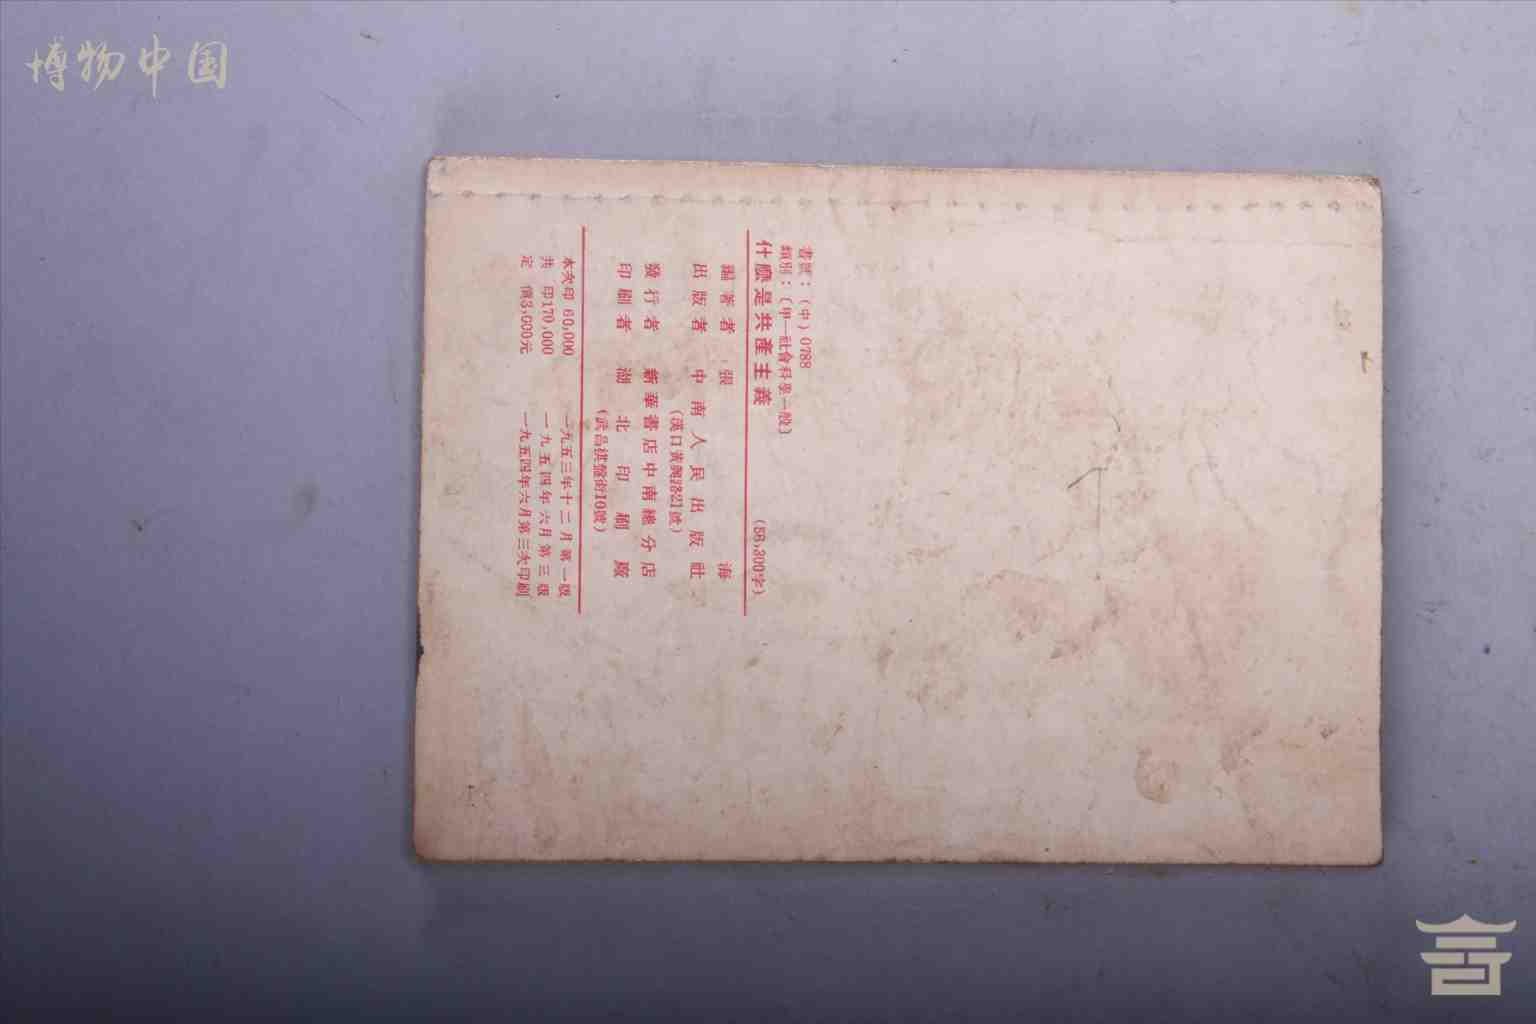 博物中国
書號：(中)0788
類別：(甲—社會科學一般)
什麼是共產主義 (58,300字)
編著者 張海
出版者 中南人民出版社
(漢口黃興路21號)
發行者 新華書店中南總分店
印刷者 湖北印刷廠
(武昌棋盤街10號)
本次印 60,000 一九五三年十二月第一版
共印170,000 一九五四年六月第三版
定價3,000元 一九五四年六月第三次印刷